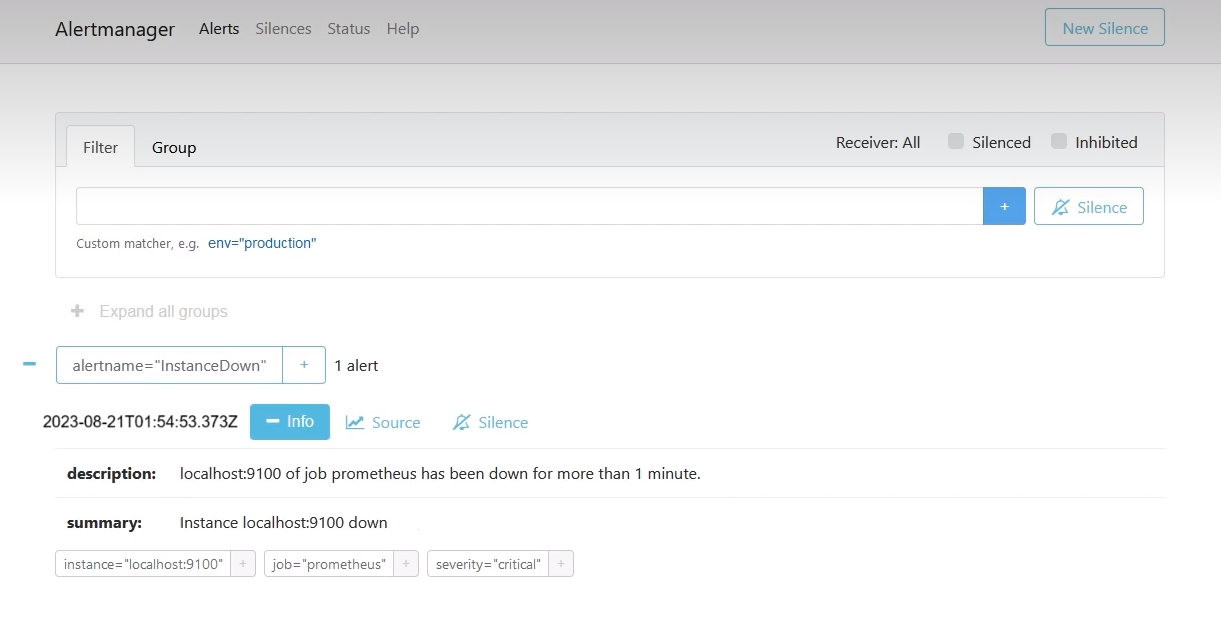 Alertmanager Alerts Silences Status Help New Silence
Filter Group Receiver: All Silenced Inhibited
+ Silence
Custom matcher, e.g. env="production"
+ Expand all groups
alertname="InstanceDown" + 1 alert
2023-08-21T01:54:53.373Z Info Source Silence
description: localhost:9100 of job prometheus has been down for more than 1 minute.
summary: Instance localhost:9100 down
instance="localhost:9100" + job="prometheus" + severity="critical" +